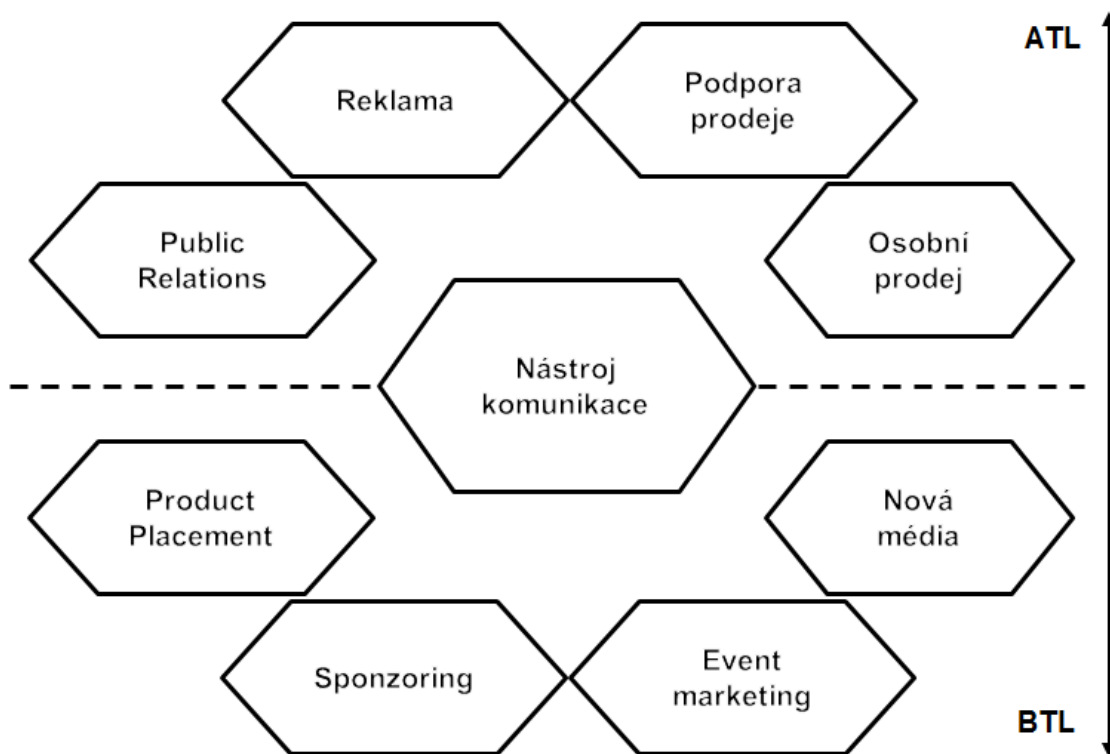 ATL
Reklama
Podpora
prodeje
Public
Relations
Osobní
prodej
Nástroj
komunikace
Product
Placement
Nová
média
Sponzoring
Event
marketing
BTL